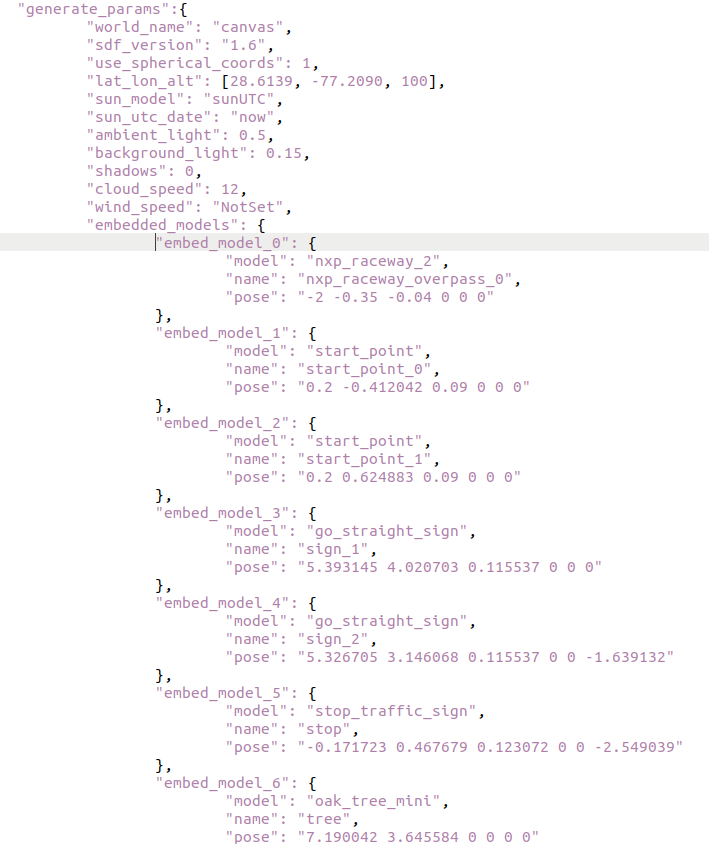 "generate_params":{
"world_name": "canvas",
"sdf_version": "1.6",
"use_spherical_coords": 1,
"lat_lon_alt": [28.6139, -77.2090, 100],
"sun_model": "sunUTC",
"sun_utc_date": "now",
"ambient_light": 0.5,
"background_light": 0.15,
"shadows": 0,
"cloud_speed": 12,
"wind_speed": "NotSet",
"embedded_models": {
"embed_model_0": {
"model": "nxp_raceway_2",
"name": "nxp_raceway_overpass_0",
"pose": "-2 -0.35 -0.04 0 0 0"
},
"embed_model_1": {
"model": "start_point",
"name": "start_point_0",
"pose": "0.2 -0.412042 0.09 0 0 0"
},
"embed_model_2": {
"model": "start_point",
"name": "start_point_1",
"pose": "0.2 0.624883 0.09 0 0 0"
},
"embed_model_3": {
"model": "go_straight_sign",
"name": "sign_1",
"pose": "5.393145 4.020703 0.115537 0 0 0"
},
"embed_model_4": {
"model": "go_straight_sign",
"name": "sign_2",
"pose": "5.326705 3.146068 0.115537 0 0 -1.639132"
},
"embed_model_5": {
"model": "stop_traffic_sign",
"name": "stop",
"pose": "-0.171723 0.467679 0.123072 0 0 -2.549039"
},
"embed_model_6": {
"model": "oak_tree_mini",
"name": "tree",
"pose": "7.190042 3.645584 0 0 0 0"